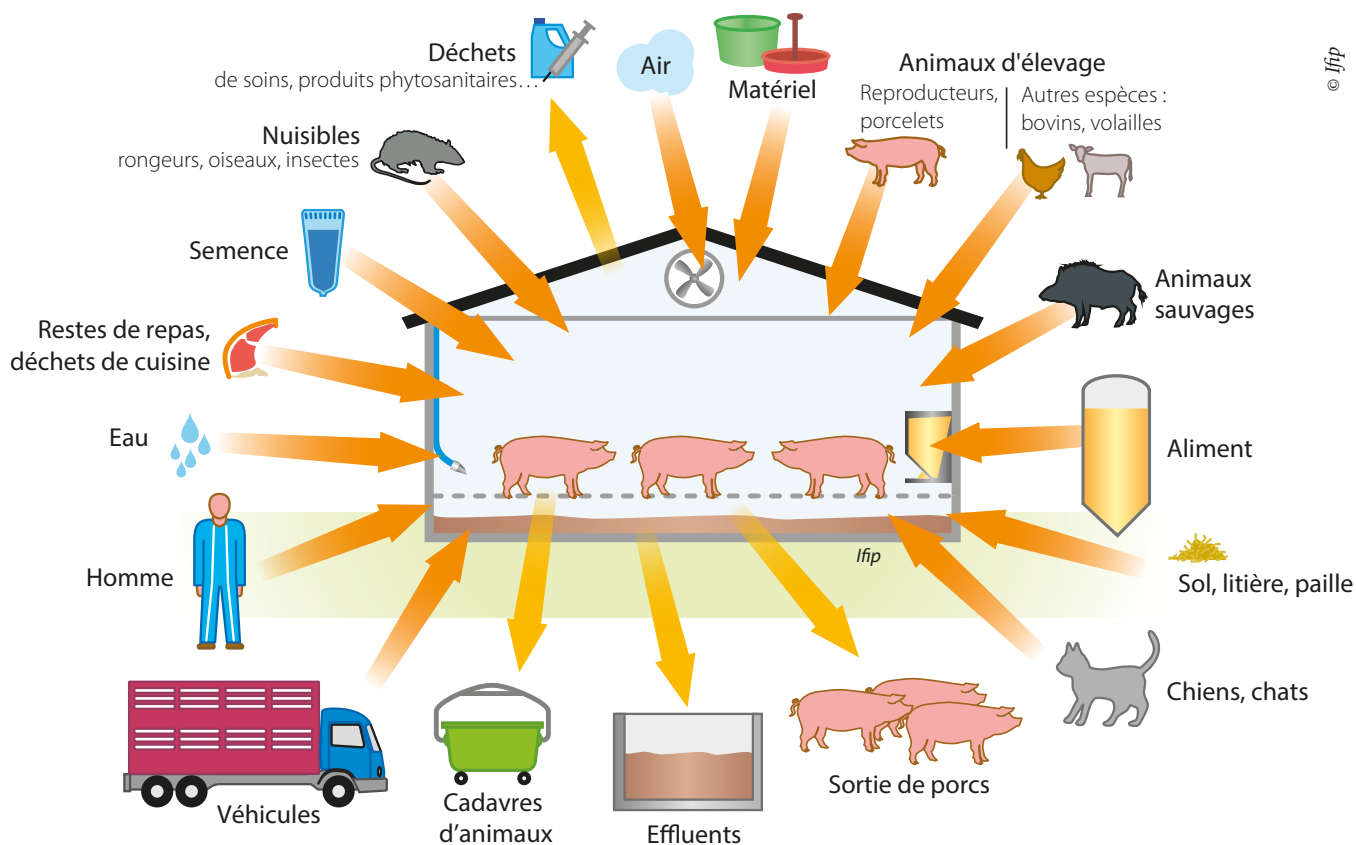 © Ifip
Déchets
de soins, produits phytosanitaires…
Air
Matériel
Animaux d'élevage
Reproducteurs,
porcelets
Autres espèces :
bovins, volailles
Nuisibles
rongeurs, oiseaux, insectes
Semence
Animaux
sauvages
Restes de repas,
déchets de cuisine
Eau
Aliment
Homme
Ifip
Sol, litière, paille
Chiens, chats
Véhicules
Cadavres
d’animaux
Effluents
Sortie de porcs